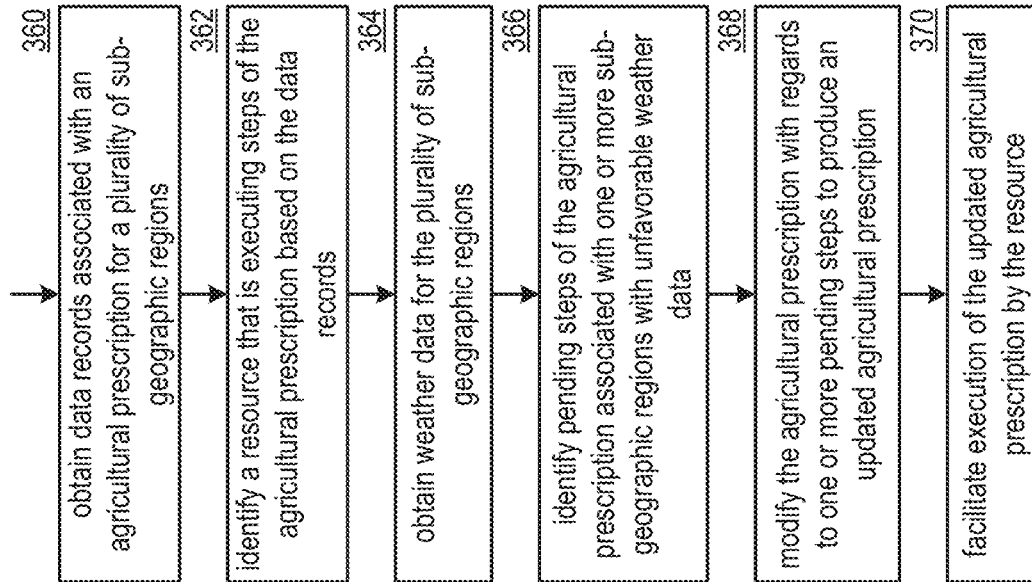 360
obtain data records associated with an
agricultural prescription for a plurality of sub-
geographic regions
362
identify a resource that is executing steps of the
agricultural prescription based on the data
records
364
obtain weather data for the plurality of sub-
geographic regions
366
identify pending steps of the agricultural
prescription associated with one or more sub-
geographic regions with unfavorable weather
data
368
modify the agricultural prescription with regards
to one or more pending steps to produce an
updated agricultural prescription
370
facilitate execution of the updated agricultural
prescription by the resource